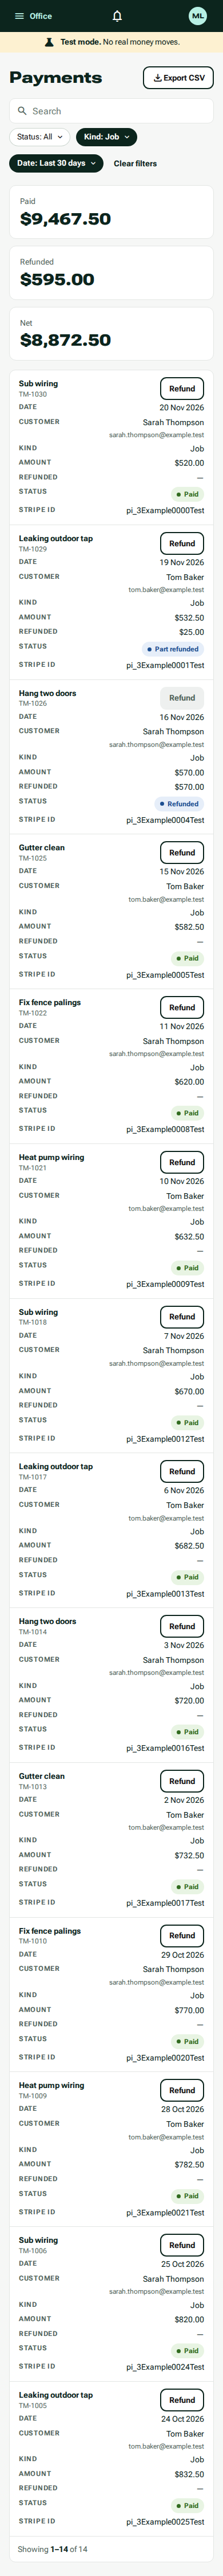 Office
ML
Test mode. No real money moves.
Payments
Export CSV
Search
Status: All
Kind: Job
Date: Last 30 days
Clear filters
Paid
$9,467.50
Refunded
$595.00
Net
$8,872.50
Sub wiring
Refund
TM-1030
DATE 20 Nov 2026
CUSTOMER Sarah Thompson
sarah.thompson@example.test
KIND Job
AMOUNT $520.00
REFUNDED —
STATUS Paid
STRIPE ID pi_3Example0000Test
Leaking outdoor tap
Refund
TM-1029
DATE 19 Nov 2026
CUSTOMER Tom Baker
tom.baker@example.test
KIND Job
AMOUNT $532.50
REFUNDED $25.00
STATUS Part refunded
STRIPE ID pi_3Example0001Test
Hang two doors
Refund
TM-1026
DATE 16 Nov 2026
CUSTOMER Sarah Thompson
sarah.thompson@example.test
KIND Job
AMOUNT $570.00
REFUNDED $570.00
STATUS Refunded
STRIPE ID pi_3Example0004Test
Gutter clean
Refund
TM-1025
DATE 15 Nov 2026
CUSTOMER Tom Baker
tom.baker@example.test
KIND Job
AMOUNT $582.50
REFUNDED —
STATUS Paid
STRIPE ID pi_3Example0005Test
Fix fence palings
Refund
TM-1022
DATE 11 Nov 2026
CUSTOMER Sarah Thompson
sarah.thompson@example.test
KIND Job
AMOUNT $620.00
REFUNDED —
STATUS Paid
STRIPE ID pi_3Example0008Test
Heat pump wiring
Refund
TM-1021
DATE 10 Nov 2026
CUSTOMER Tom Baker
tom.baker@example.test
KIND Job
AMOUNT $632.50
REFUNDED —
STATUS Paid
STRIPE ID pi_3Example0009Test
Sub wiring
Refund
TM-1018
DATE 7 Nov 2026
CUSTOMER Sarah Thompson
sarah.thompson@example.test
KIND Job
AMOUNT $670.00
REFUNDED —
STATUS Paid
STRIPE ID pi_3Example0012Test
Leaking outdoor tap
Refund
TM-1017
DATE 6 Nov 2026
CUSTOMER Tom Baker
tom.baker@example.test
KIND Job
AMOUNT $682.50
REFUNDED —
STATUS Paid
STRIPE ID pi_3Example0013Test
Hang two doors
Refund
TM-1014
DATE 3 Nov 2026
CUSTOMER Sarah Thompson
sarah.thompson@example.test
KIND Job
AMOUNT $720.00
REFUNDED —
STATUS Paid
STRIPE ID pi_3Example0016Test
Gutter clean
Refund
TM-1013
DATE 2 Nov 2026
CUSTOMER Tom Baker
tom.baker@example.test
KIND Job
AMOUNT $732.50
REFUNDED —
STATUS Paid
STRIPE ID pi_3Example0017Test
Fix fence palings
Refund
TM-1010
DATE 29 Oct 2026
CUSTOMER Sarah Thompson
sarah.thompson@example.test
KIND Job
AMOUNT $770.00
REFUNDED —
STATUS Paid
STRIPE ID pi_3Example0020Test
Heat pump wiring
Refund
TM-1009
DATE 28 Oct 2026
CUSTOMER Tom Baker
tom.baker@example.test
KIND Job
AMOUNT $782.50
REFUNDED —
STATUS Paid
STRIPE ID pi_3Example0021Test
Sub wiring
Refund
TM-1006
DATE 25 Oct 2026
CUSTOMER Sarah Thompson
sarah.thompson@example.test
KIND Job
AMOUNT $820.00
REFUNDED —
STATUS Paid
STRIPE ID pi_3Example0024Test
Leaking outdoor tap
Refund
TM-1005
DATE 24 Oct 2026
CUSTOMER Tom Baker
tom.baker@example.test
KIND Job
AMOUNT $832.50
REFUNDED —
STATUS Paid
STRIPE ID pi_3Example0025Test
Showing 1–14 of 14